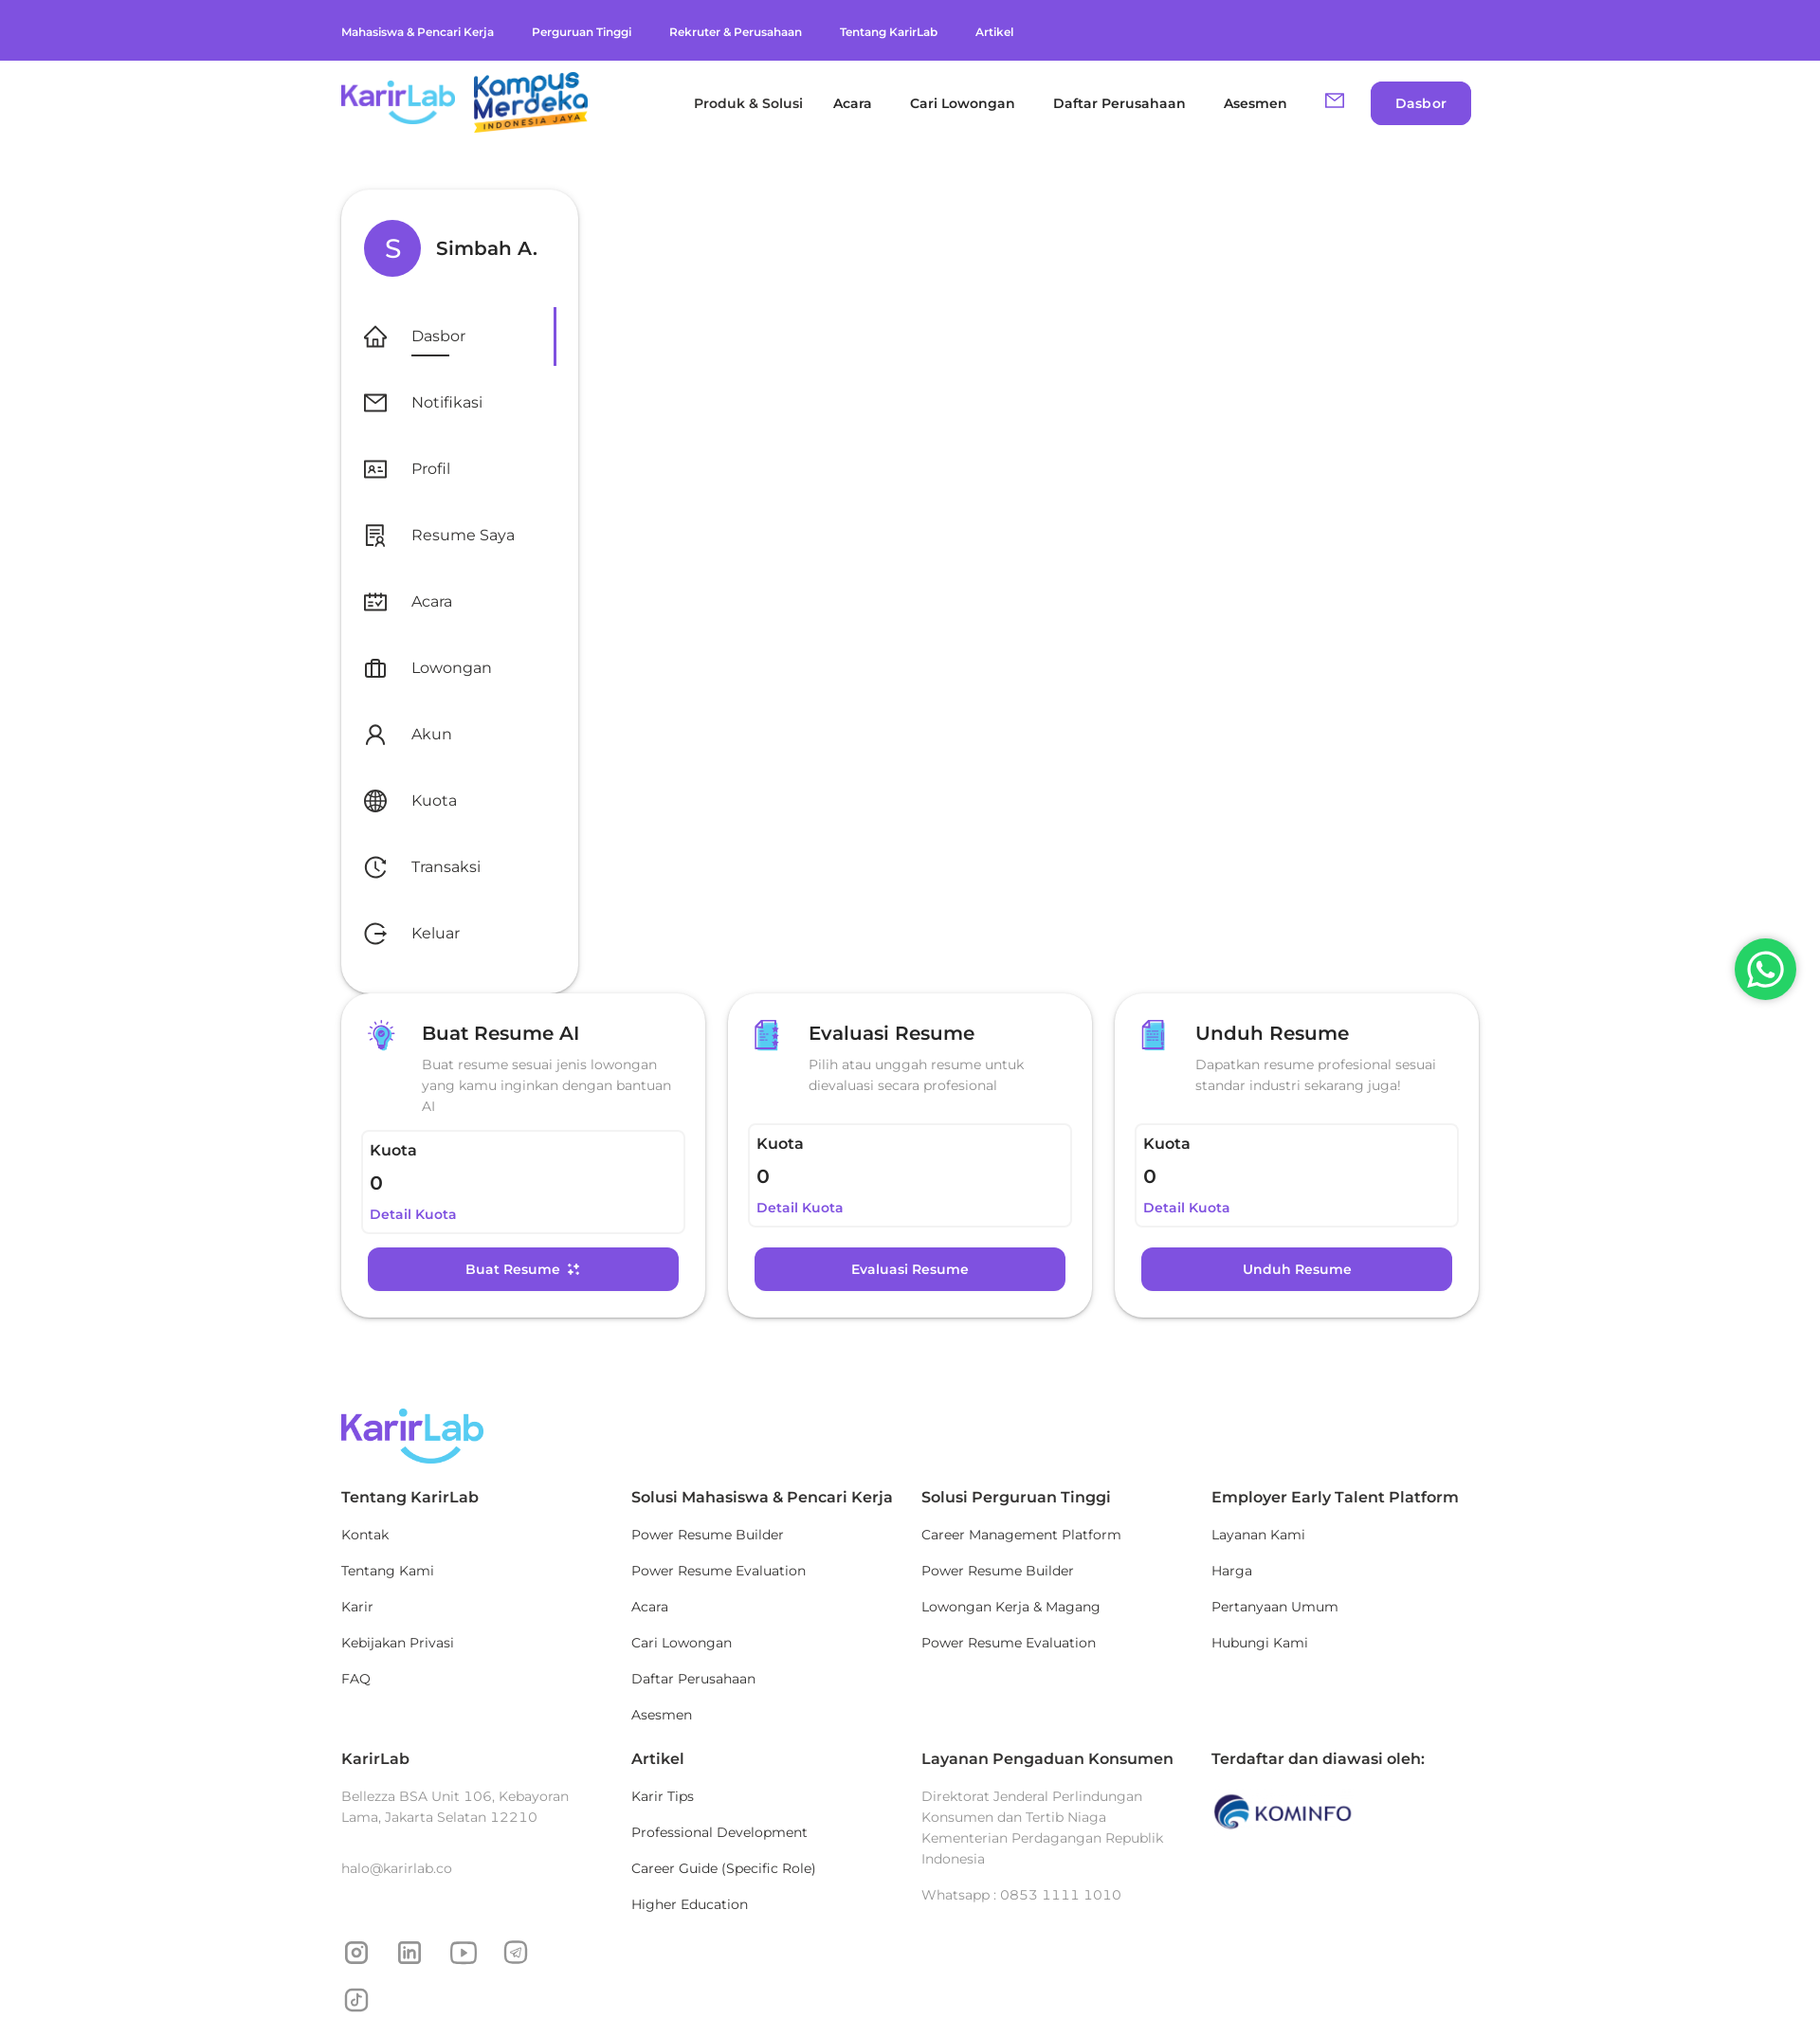 Mahasiswa & Pencari Kerja
Perguruan Tinggi
Rekruter & Perusahaan
Tentang KarirLab
Artikel
KarirLab
Kampus
Merdeka
INDONESIA JAYA
Produk & Solusi
Acara
Cari Lowongan
Daftar Perusahaan
Asesmen
Dasbor
S
Simbah A.
Dasbor
Notifikasi
Profil
Resume Saya
Acara
Lowongan
Akun
Kuota
Transaksi
Keluar
Buat Resume AI
Buat resume sesuai jenis lowongan
yang kamu inginkan dengan bantuan
AI
Kuota
0
Detail Kuota
Buat Resume
Evaluasi Resume
Pilih atau unggah resume untuk
dievaluasi secara profesional
Kuota
0
Detail Kuota
Evaluasi Resume
Unduh Resume
Dapatkan resume profesional sesuai
standar industri sekarang juga!
Kuota
0
Detail Kuota
Unduh Resume
KarirLab
Tentang KarirLab
Kontak
Tentang Kami
Karir
Kebijakan Privasi
FAQ
Solusi Mahasiswa & Pencari Kerja
Power Resume Builder
Power Resume Evaluation
Acara
Cari Lowongan
Daftar Perusahaan
Asesmen
Solusi Perguruan Tinggi
Career Management Platform
Power Resume Builder
Lowongan Kerja & Magang
Power Resume Evaluation
Employer Early Talent Platform
Layanan Kami
Harga
Pertanyaan Umum
Hubungi Kami
KarirLab
Bellezza BSA Unit 106, Kebayoran
Lama, Jakarta Selatan 12210
halo@karirlab.co
Artikel
Karir Tips
Professional Development
Career Guide (Specific Role)
Higher Education
Layanan Pengaduan Konsumen
Direktorat Jenderal Perlindungan
Konsumen dan Tertib Niaga
Kementerian Perdagangan Republik
Indonesia
Whatsapp : 0853 1111 1010
Terdaftar dan diawasi oleh:
KOMINFO